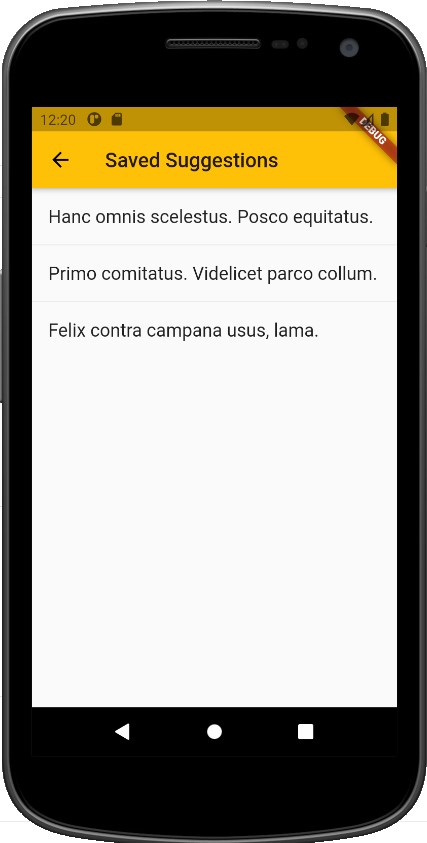 12:20
DEBUG
Saved Suggestions
Hanc omnis scelestus. Posco equitatus.
Primo comitatus. Videlicet parco collum.
Felix contra campana usus, lama.